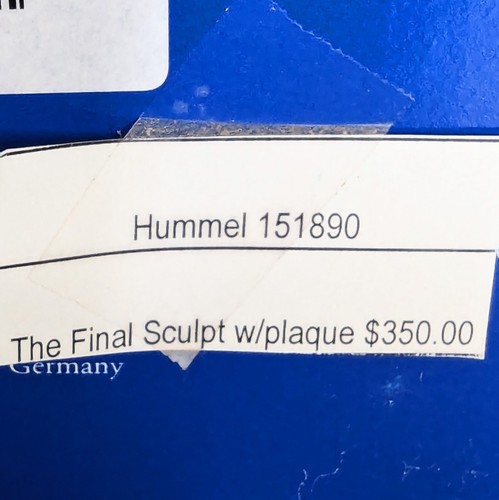 Hummel 151890
The Final Sculpt w/plaque $350.00
Germany